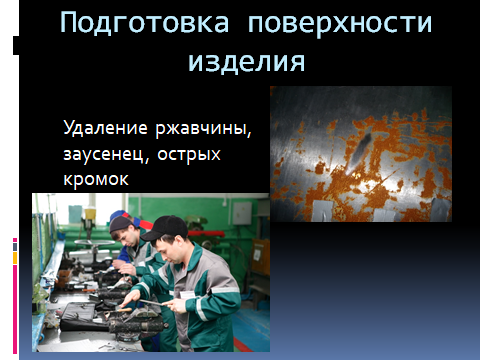 Подготовка поверхности
изделия
Удаление ржавчины,
заусенец, острых
кромок